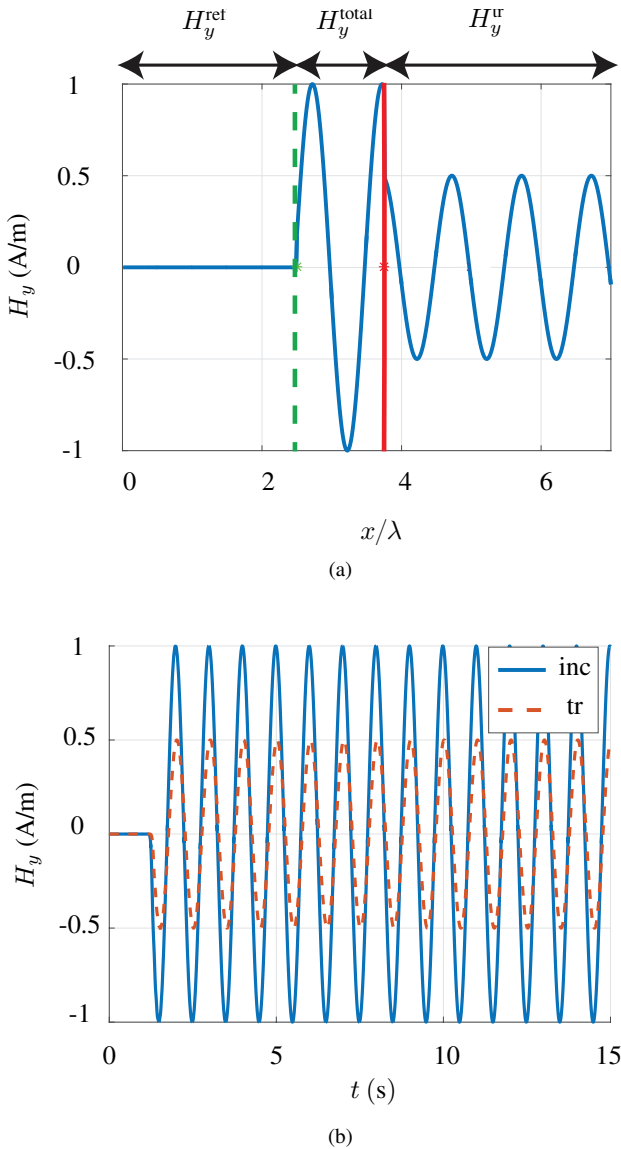 H_y^ref H_y^total H_y^tr
1
0.5
0
-0.5
-1
H_y (A/m)
0 2 4 6
x/λ
(a)
1
0.5
0
-0.5
-1
H_y (A/m)
inc
tr
0 5 10 15
t (s)
(b)